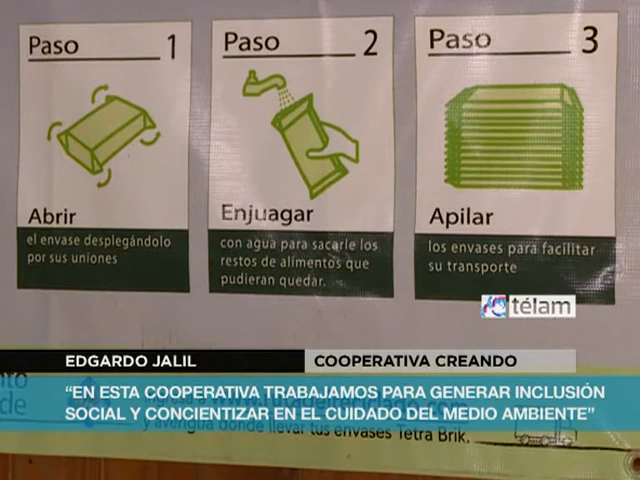 Paso 1
Paso 2
Paso 3
Abrir
el envase desplegándolo
por sus uniones
Enjuagar
con agua para sacarle los
restos de alimentos que
pudieran quedar.
Apilar
los envases para facilitar
su transporte
télam
EDGARDO JALIL
COOPERATIVA CREANDO
“EN ESTA COOPERATIVA TRABAJAMOS PARA GENERAR INCLUSIÓN
SOCIAL Y CONCIENTIZAR EN EL CUIDADO DEL MEDIO AMBIENTE”
y averigua dónde llevar tus envases Tetra Brik.